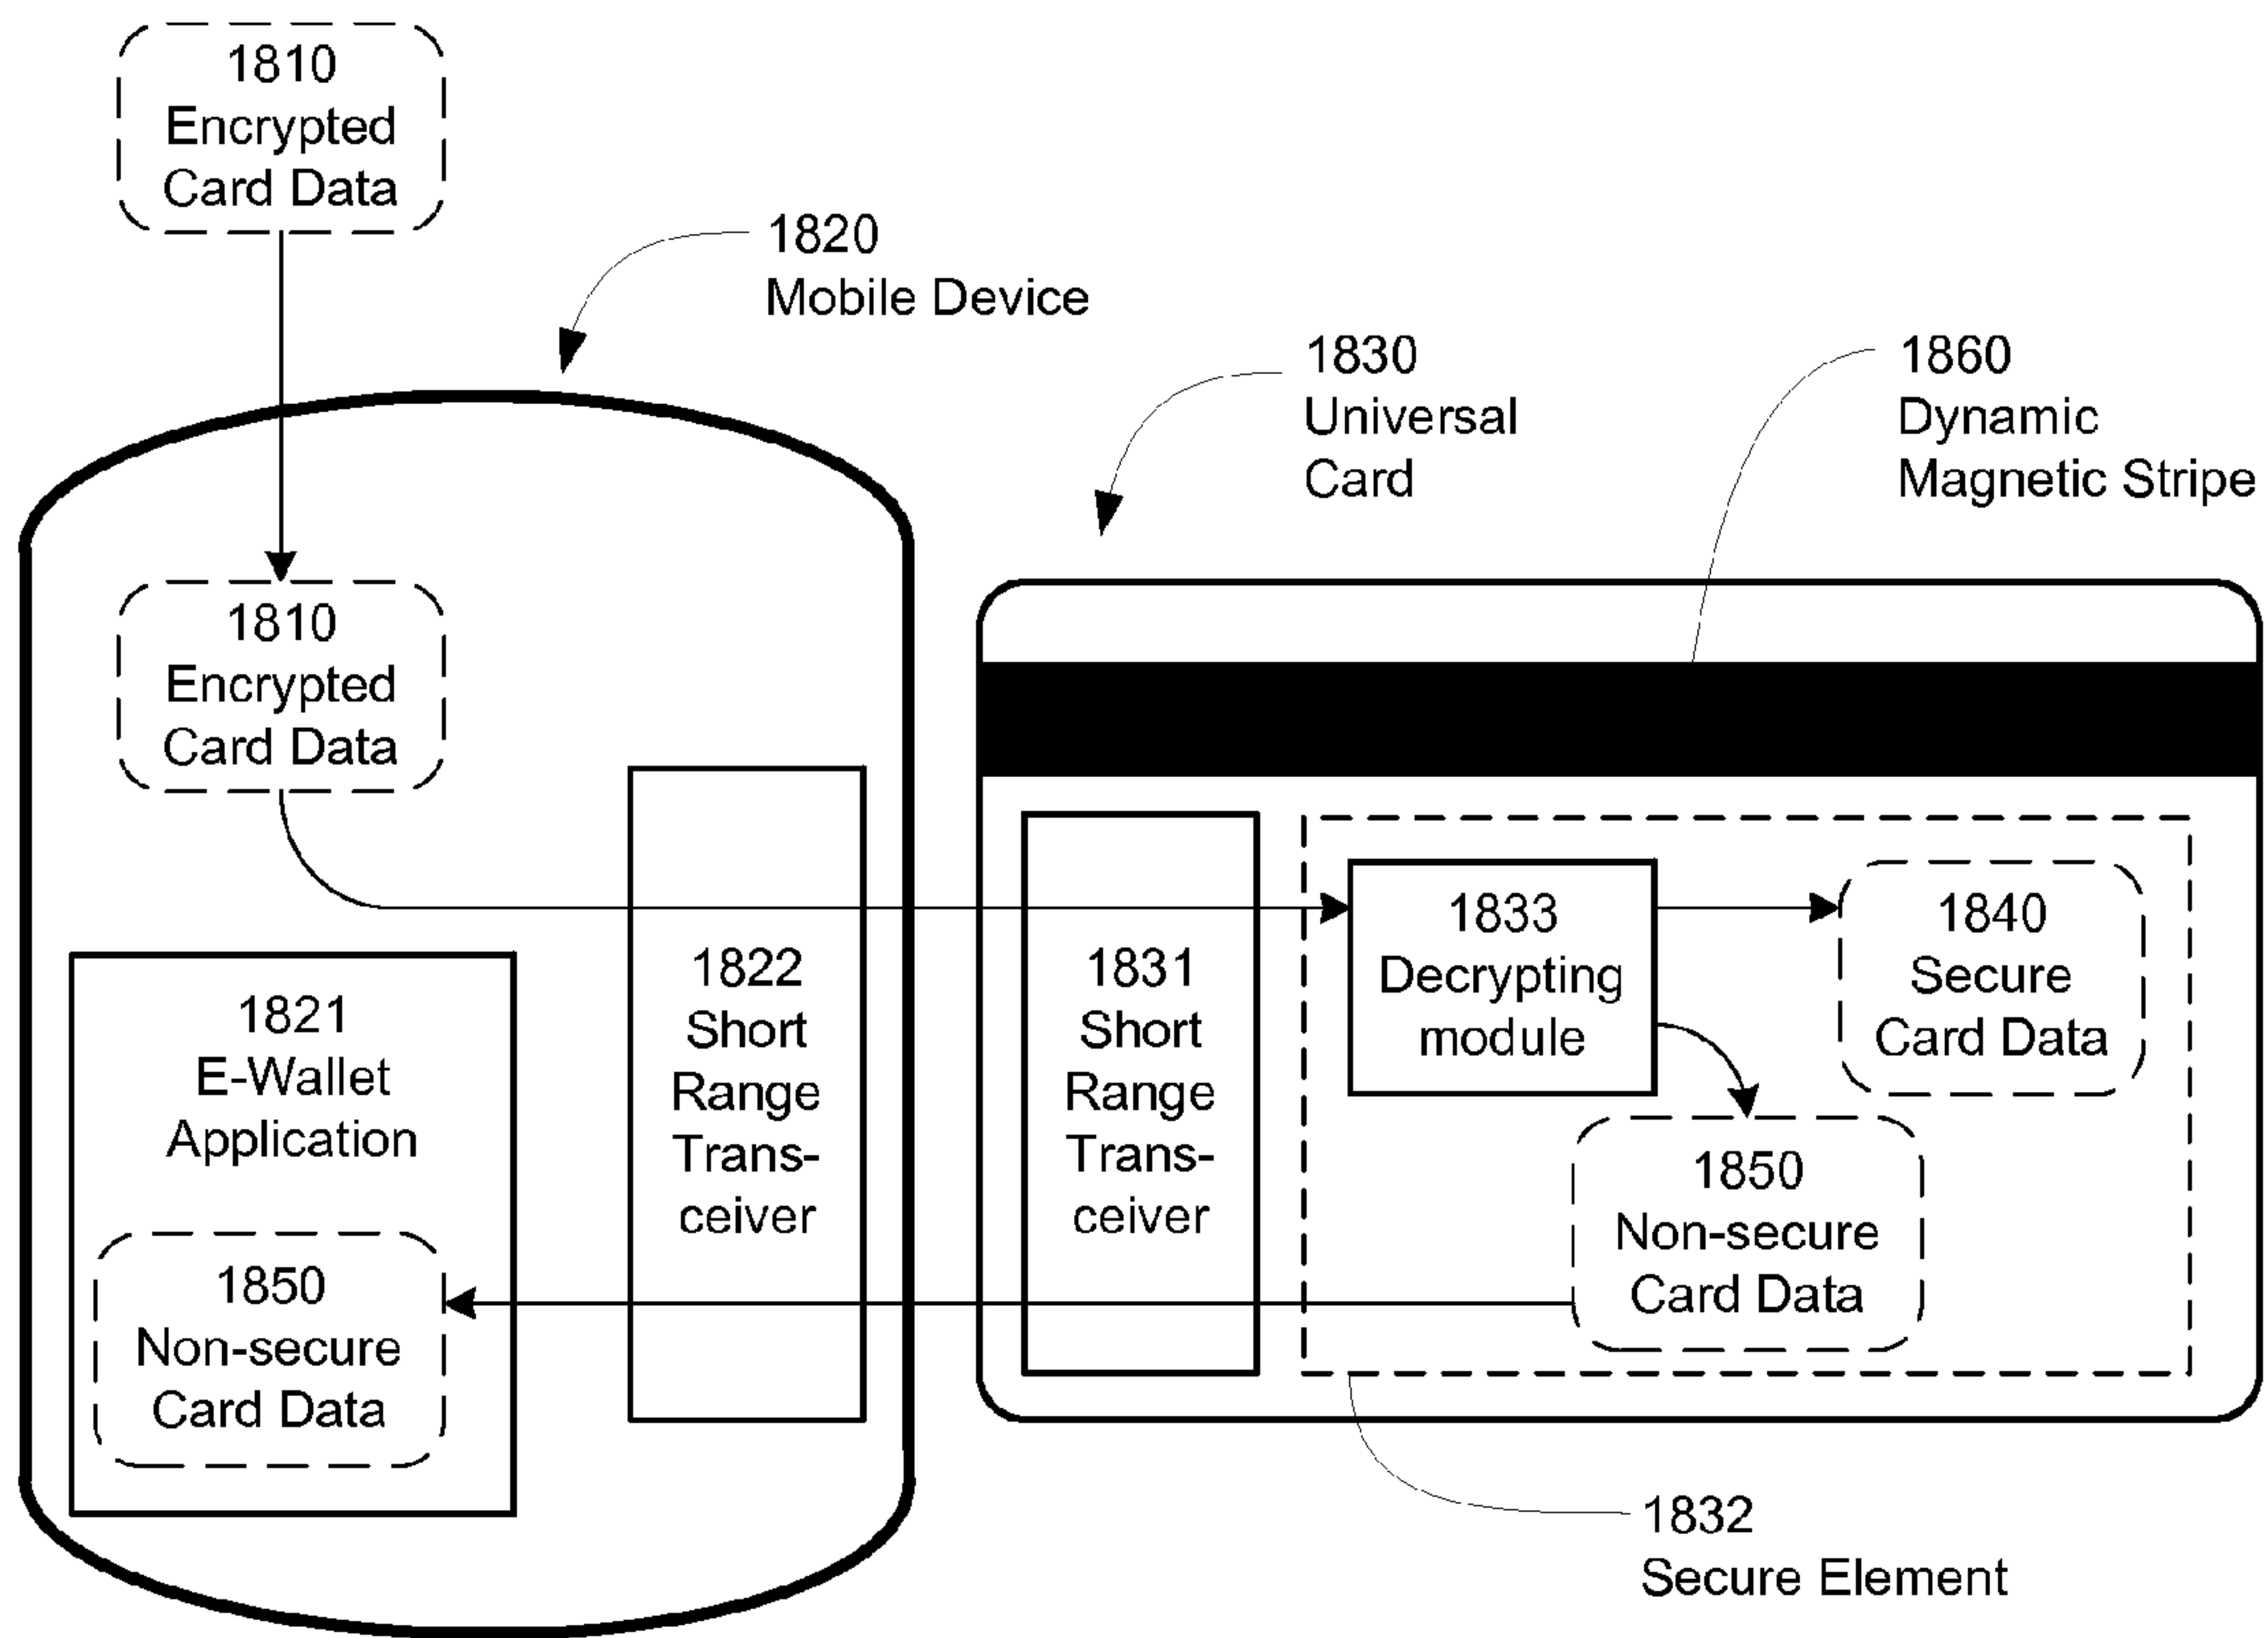 1810
Encrypted
Card Data
1820
Mobile Device
1830
Universal
Card
1860
Dynamic
Magnetic Stripe
1810
Encrypted
Card Data
1821
E-Wallet
Application
1850
Non-secure
Card Data
1822
Short
Range
Trans-
ceiver
1831
Short
Range
Trans-
ceiver
1833
Decrypting
module
1840
Secure
Card Data
1850
Non-secure
Card Data
1832
Secure Element